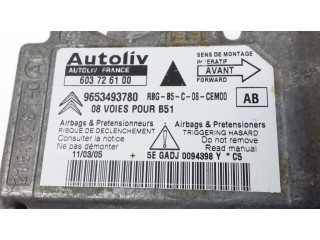 Autoliv
AUTOLIV FRANCE
603 72 61 00
SENS DE MONTAGE
IMPERATIF
AVANT
FORWARD
9653493780
R8G-B5-C-08-CEM00
08 VOIES POUR B51
AB
Airbags & Pretensionneurs
RISQUE DE DECLENCHEMENT
Consulter la notice
Ne pas démonter
Airbags & Pretensioners
TRIGGERING HASARD
Do not remove
Read manual
11/03/05 + 5E GADJ 0094398 Y * C5